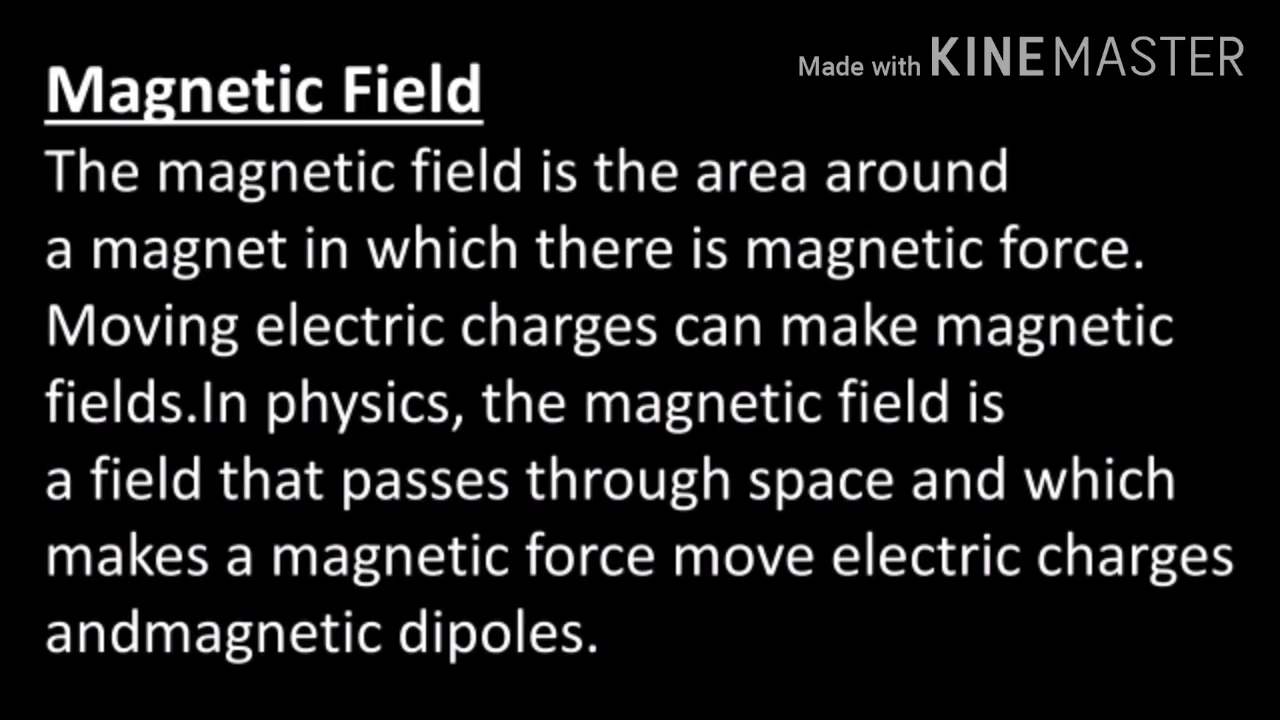 Made with KINEMASTER
Magnetic Field
The magnetic field is the area around
a magnet in which there is magnetic force.
Moving electric charges can make magnetic
fields.In physics, the magnetic field is
a field that passes through space and which
makes a magnetic force move electric charges
andmagnetic dipoles.